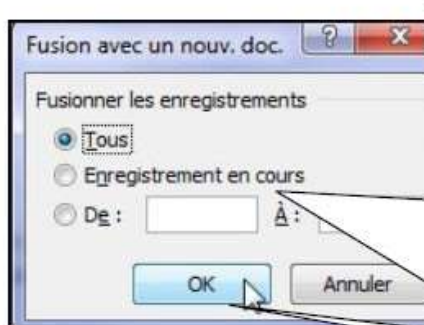 Fusion avec un nouv. doc.
Fusionner les enregistrements
Tous
Enregistrement en cours
De : À :
OK Annuler